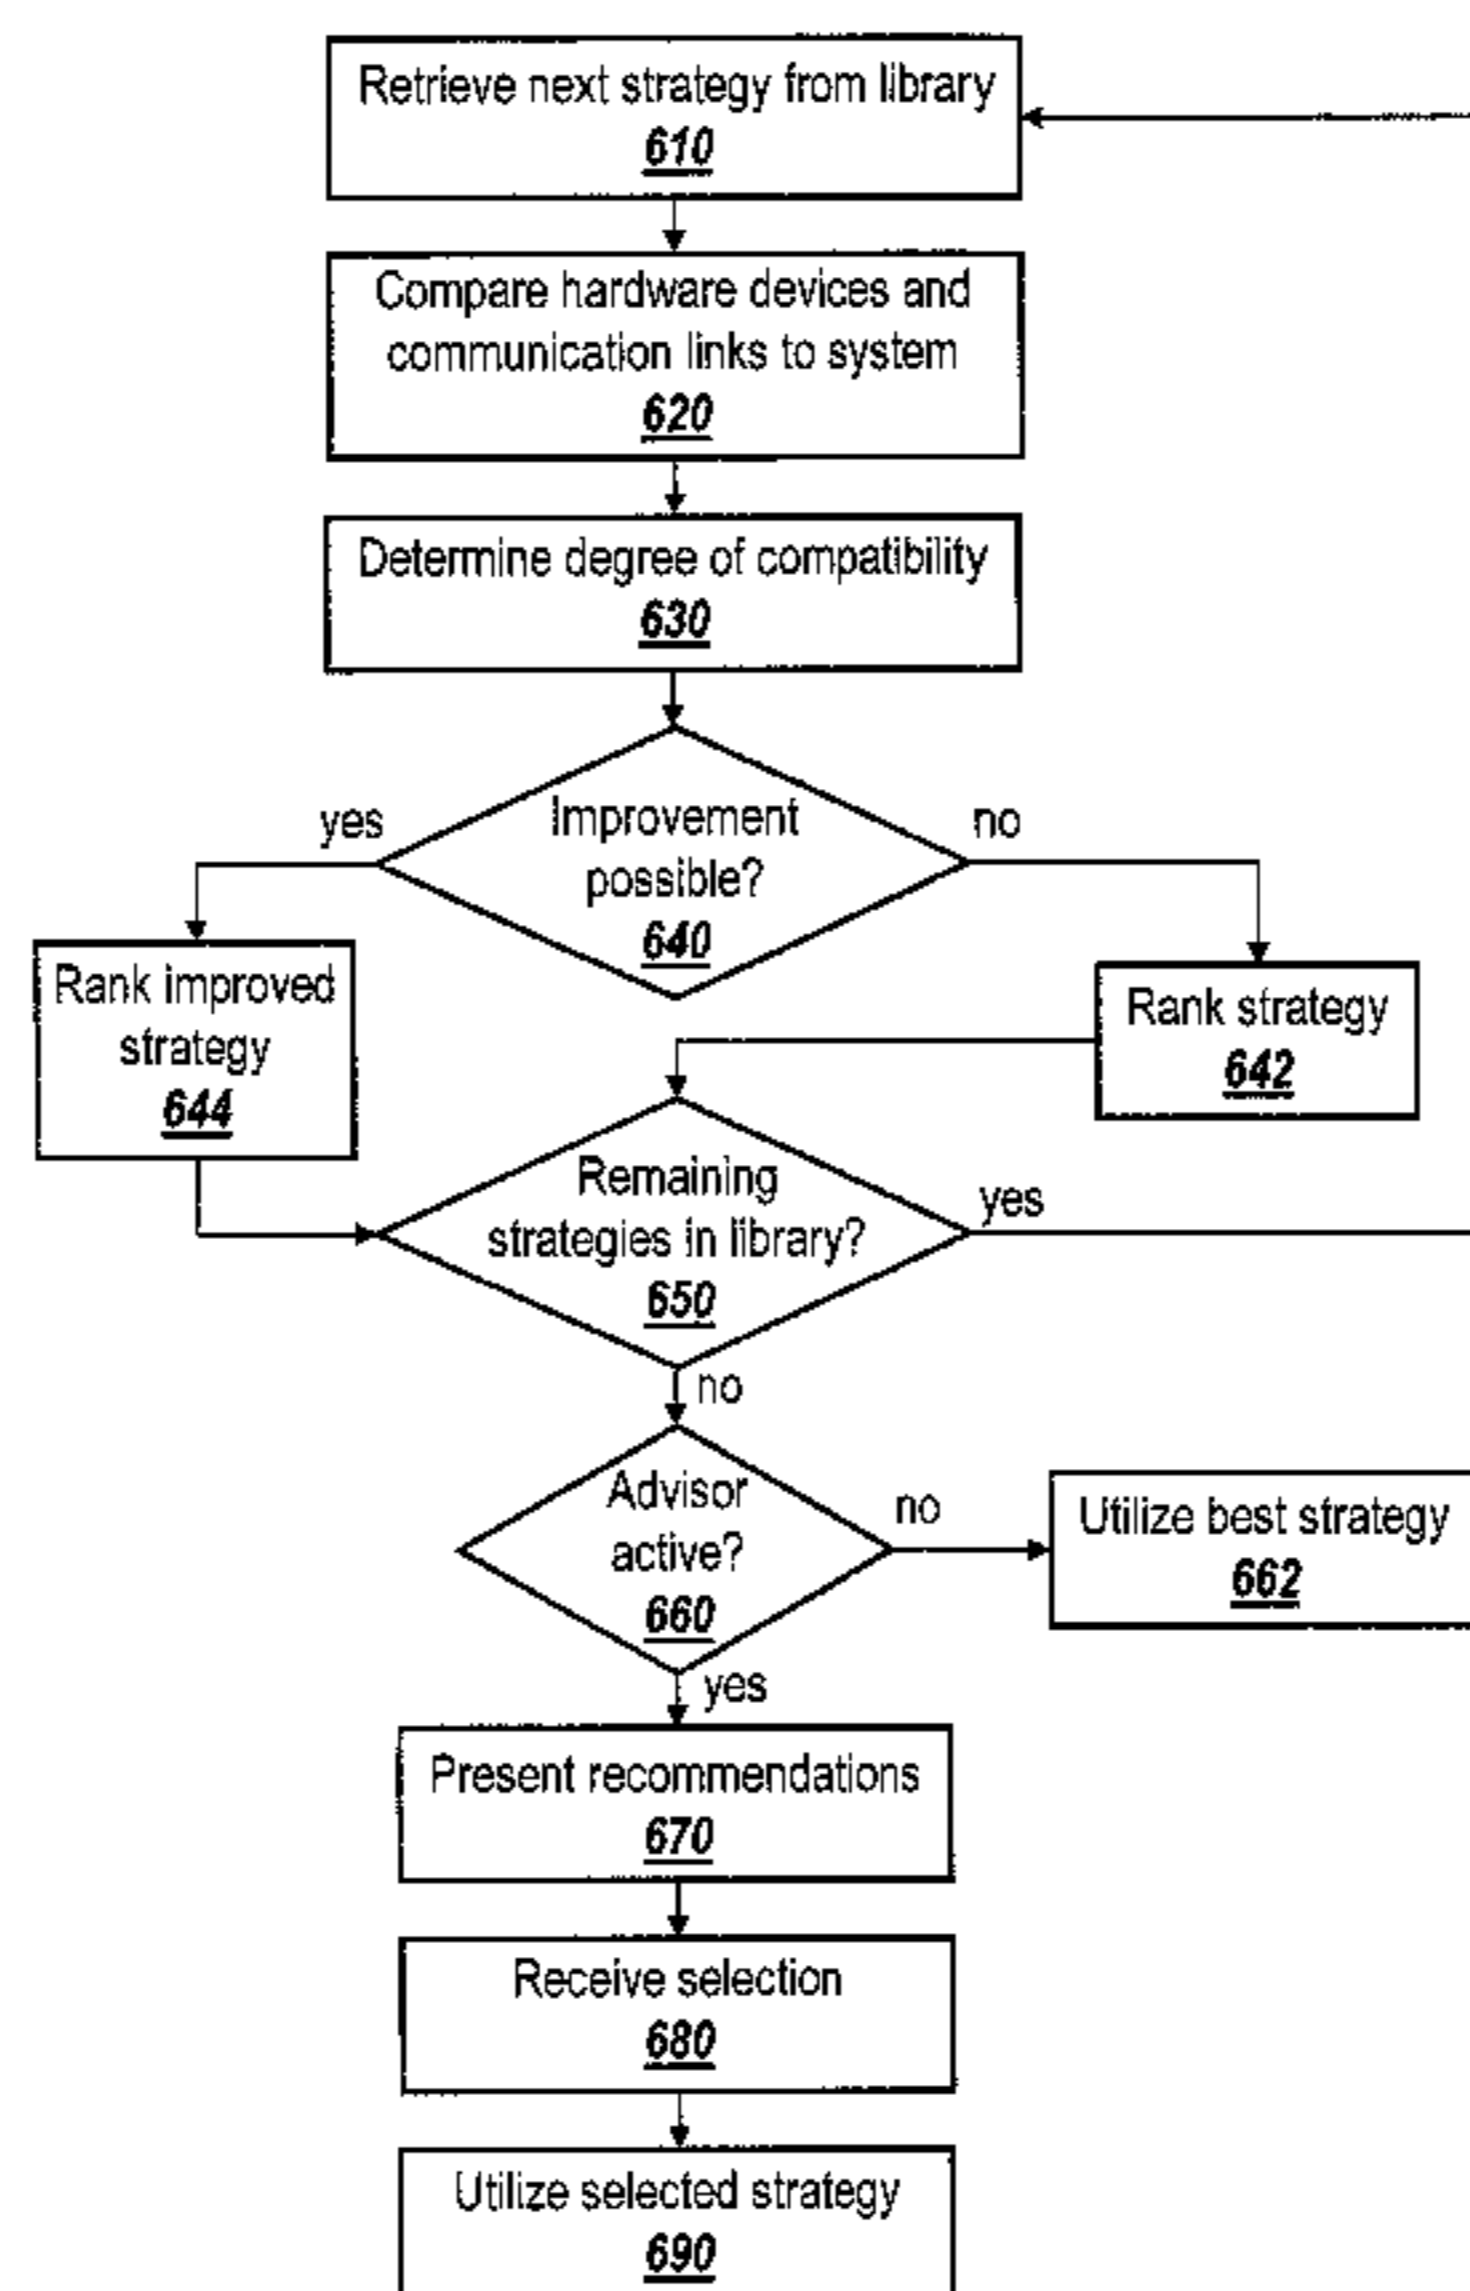 Retrieve next strategy from library
610
Compare hardware devices and
communication links to system
620
Determine degree of compatibility
630
yes
Improvement
possible?
640
no
Rank improved
strategy
644
Rank strategy
642
Remaining
strategies in library?
650
yes
no
Advisor
active?
660
no
Utilize best strategy
662
yes
Present recommendations
670
Receive selection
680
Utilize selected strategy
690